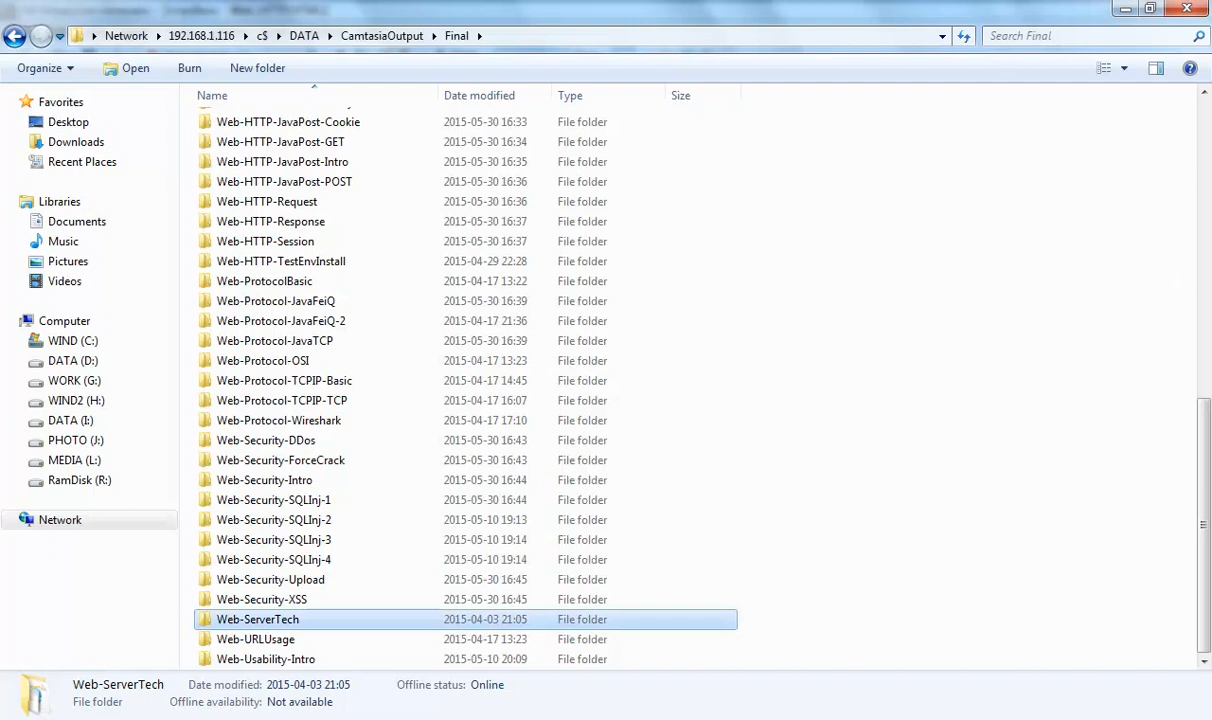 Network 192.168.1.116 c$ DATA CamtasiaOutput Final Search Final
Organize Open Burn New folder
Name Date modified Type Size
Favorites
Desktop
Downloads
Recent Places
Libraries
Documents
Music
Pictures
Videos
Computer
WIND (C:)
DATA (D:)
WORK (G:)
WIND2 (H:)
DATA (I:)
PHOTO (J:)
MEDIA (L:)
RamDisk (R:)
Network
Web-HTTP-JavaPost-Cookie 2015-05-30 16:33 File folder
Web-HTTP-JavaPost-GET 2015-05-30 16:34 File folder
Web-HTTP-JavaPost-Intro 2015-05-30 16:35 File folder
Web-HTTP-JavaPost-POST 2015-05-30 16:36 File folder
Web-HTTP-Request 2015-05-30 16:36 File folder
Web-HTTP-Response 2015-05-30 16:37 File folder
Web-HTTP-Session 2015-05-30 16:37 File folder
Web-HTTP-TestEnvInstall 2015-04-29 22:28 File folder
Web-ProtocolBasic 2015-04-17 13:22 File folder
Web-Protocol-JavaFeiQ 2015-05-30 16:39 File folder
Web-Protocol-JavaFeiQ-2 2015-04-17 21:36 File folder
Web-Protocol-JavaTCP 2015-05-30 16:39 File folder
Web-Protocol-OSI 2015-04-17 13:23 File folder
Web-Protocol-TCPIP-Basic 2015-04-17 14:45 File folder
Web-Protocol-TCPIP-TCP 2015-04-17 16:07 File folder
Web-Protocol-Wireshark 2015-04-17 17:10 File folder
Web-Security-DDos 2015-05-30 16:43 File folder
Web-Security-ForceCrack 2015-05-30 16:43 File folder
Web-Security-Intro 2015-05-30 16:44 File folder
Web-Security-SQLInj-1 2015-05-30 16:44 File folder
Web-Security-SQLInj-2 2015-05-10 19:13 File folder
Web-Security-SQLInj-3 2015-05-10 19:14 File folder
Web-Security-SQLInj-4 2015-05-10 19:14 File folder
Web-Security-Upload 2015-05-30 16:45 File folder
Web-Security-XSS 2015-05-30 16:45 File folder
Web-ServerTech 2015-04-03 21:05 File folder
Web-URLUsage 2015-04-17 13:23 File folder
Web-Usability-Intro 2015-05-10 20:09 File folder
Web-ServerTech Date modified: 2015-04-03 21:05 Offline status: Online
File folder Offline availability: Not available